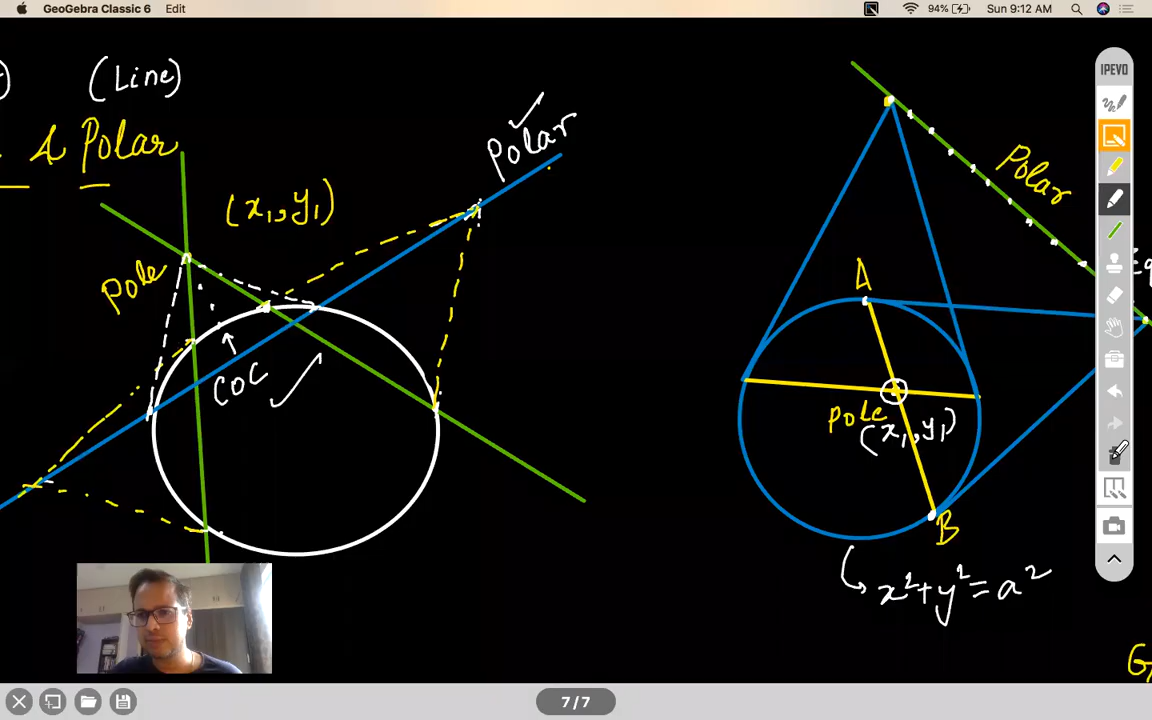 GeoGebra Classic 6 Edit
94% Sun 9:12 AM
IPEVO
(Line)
& Polar
Polar
(x₁, y₁)
Pole
COC
Polar
A
Pole
(x₁, y₁)
B
x²+y²=a²
7/7